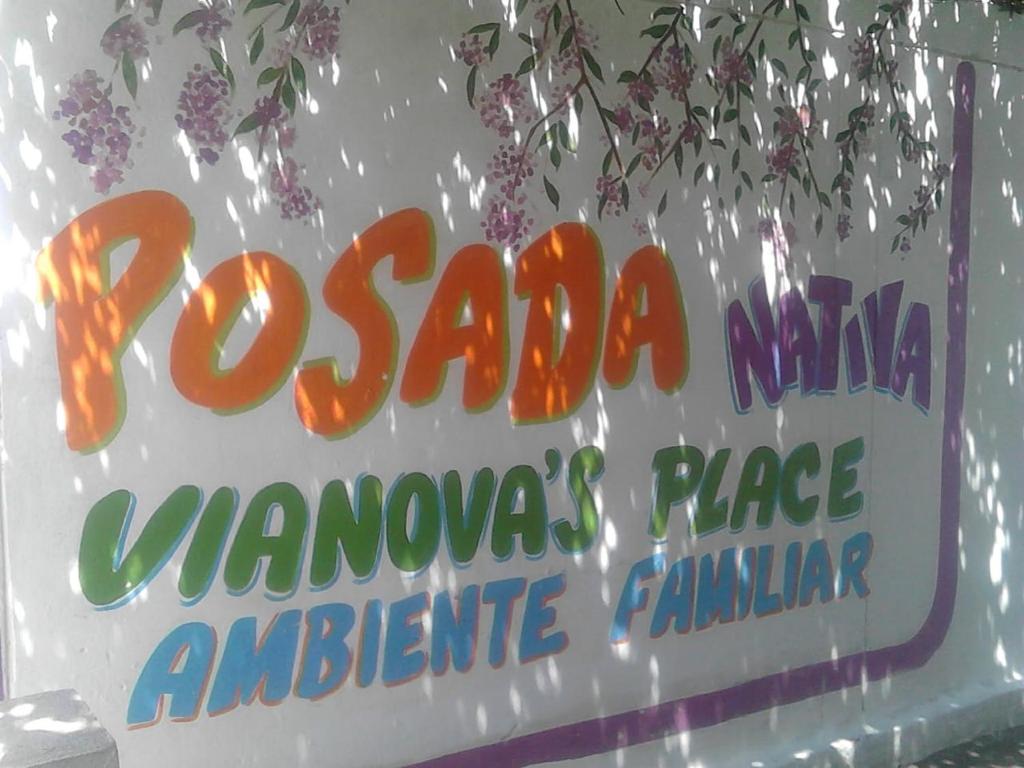 POSADA NATIVA
VIANOVA'S PLACE
AMBIENTE FAMILIAR